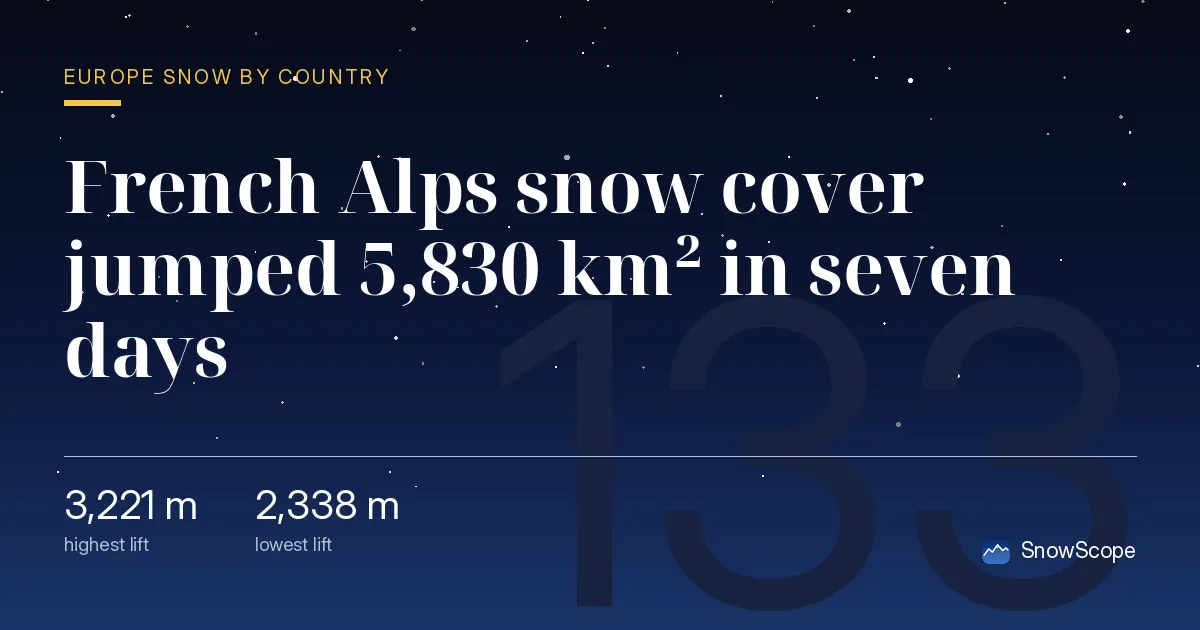 EUROPE SNOW BY COUNTRY
French Alps snow cover
jumped 5,830 km² in seven
days
133
3,221 m
highest lift
2,338 m
lowest lift
SnowScope